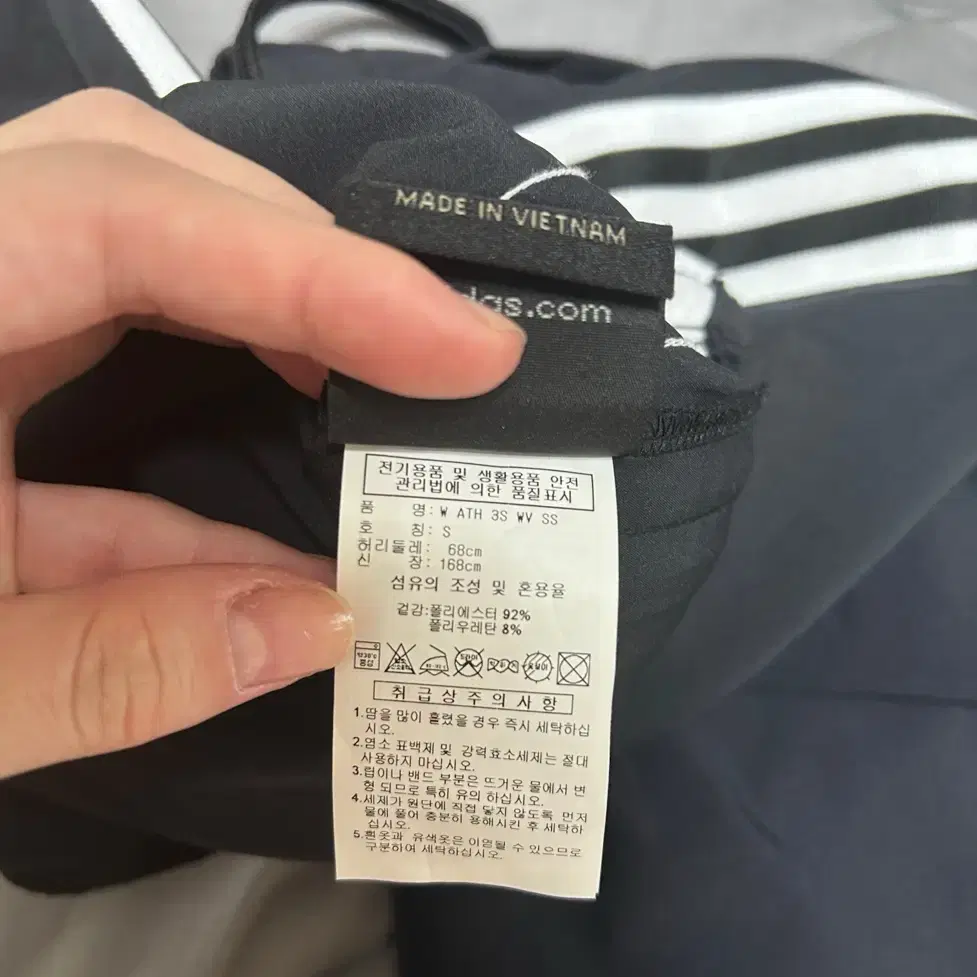 MADE IN VIETNAM
das.com
전기용품 및 생활용품 안전
관리법에 의한 품질표시
품 명: W ATH 3S WV SS
호 칭: S
허리둘레: 68cm
신 장: 168cm
섬유의 조성 및 혼용율
겉감:폴리에스터 92%
폴리우레탄 8%
취급상주의사항
1.땀을 많이 흘렸을 경우 즉시 세탁하십
시오.
2.염소 표백제 및 강력효소세제는 절대
사용하지 마십시오.
3.립이나 밴드 부분은 뜨거운 물에서 변
형 되므로 특히 유의 하십시오.
4.세제가 원단에 직접 닿지 않도록 먼저
물에 풀어 충분히 용해시킨 후 세탁하
십시오.
5.흰옷과 유색옷은 이염될 수 있으므로
구분하여 세탁하십시오.